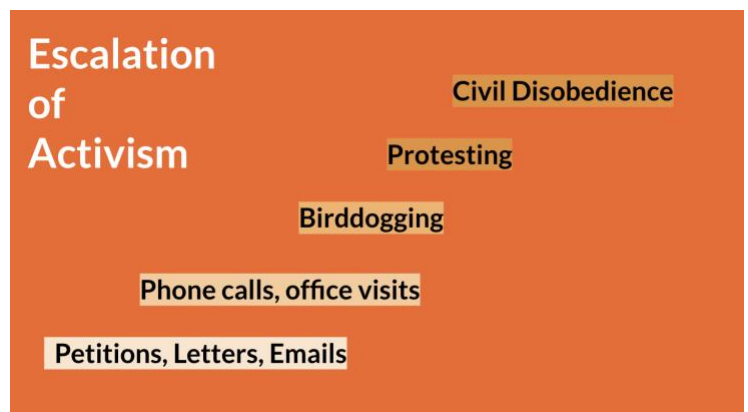 Escalation
of
Activism
Civil Disobedience
Protesting
Birddogging
Phone calls, office visits
Petitions, Letters, Emails